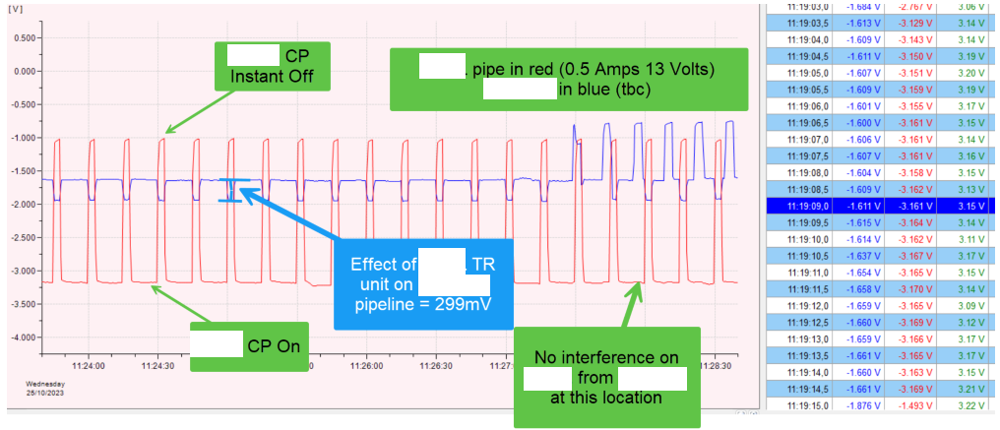 [V]
0.500
0.000
-0.500
-1.000
-1.500
-2.000
-2.500
-3.000
-3.500
-4.000
CP
Instant Off
pipe in red (0.5 Amps 13 Volts)
in blue (tbc)
Effect of TR
unit on
pipeline = 299mV
CP On
No interference on
from
at this location
11:24:00
11:24:30
11:26:00
11:26:30
11:28:30
Wednesday
25/10/2023
11:19:03,0 -1.684 V -2.767 V 3.06 V
11:19:03,5 -1.613 V -3.129 V 3.14 V
11:19:04,0 -1.609 V -3.143 V 3.14 V
11:19:04,5 -1.611 V -3.150 V 3.19 V
11:19:05,0 -1.607 V -3.151 V 3.20 V
11:19:05,5 -1.609 V -3.159 V 3.19 V
11:19:06,0 -1.601 V -3.155 V 3.17 V
11:19:06,5 -1.600 V -3.161 V 3.15 V
11:19:07,0 -1.606 V -3.161 V 3.14 V
11:19:07,5 -1.607 V -3.161 V 3.16 V
11:19:08,0 -1.604 V -3.158 V 3.15 V
11:19:08,5 -1.609 V -3.162 V 3.13 V
11:19:09,0 -1.611 V -3.161 V 3.15 V
11:19:09,5 -1.615 V -3.164 V 3.14 V
11:19:10,0 -1.614 V -3.162 V 3.11 V
11:19:10,5 -1.637 V -3.167 V 3.17 V
11:19:11,0 -1.654 V -3.165 V 3.15 V
11:19:11,5 -1.658 V -3.170 V 3.14 V
11:19:12,0 -1.659 V -3.165 V 3.09 V
11:19:12,5 -1.660 V -3.169 V 3.12 V
11:19:13,0 -1.659 V -3.166 V 3.17 V
11:19:13,5 -1.661 V -3.165 V 3.17 V
11:19:14,0 -1.660 V -3.163 V 3.15 V
11:19:14,5 -1.661 V -3.169 V 3.21 V
11:19:15,0 -1.876 V -1.493 V 3.22 V